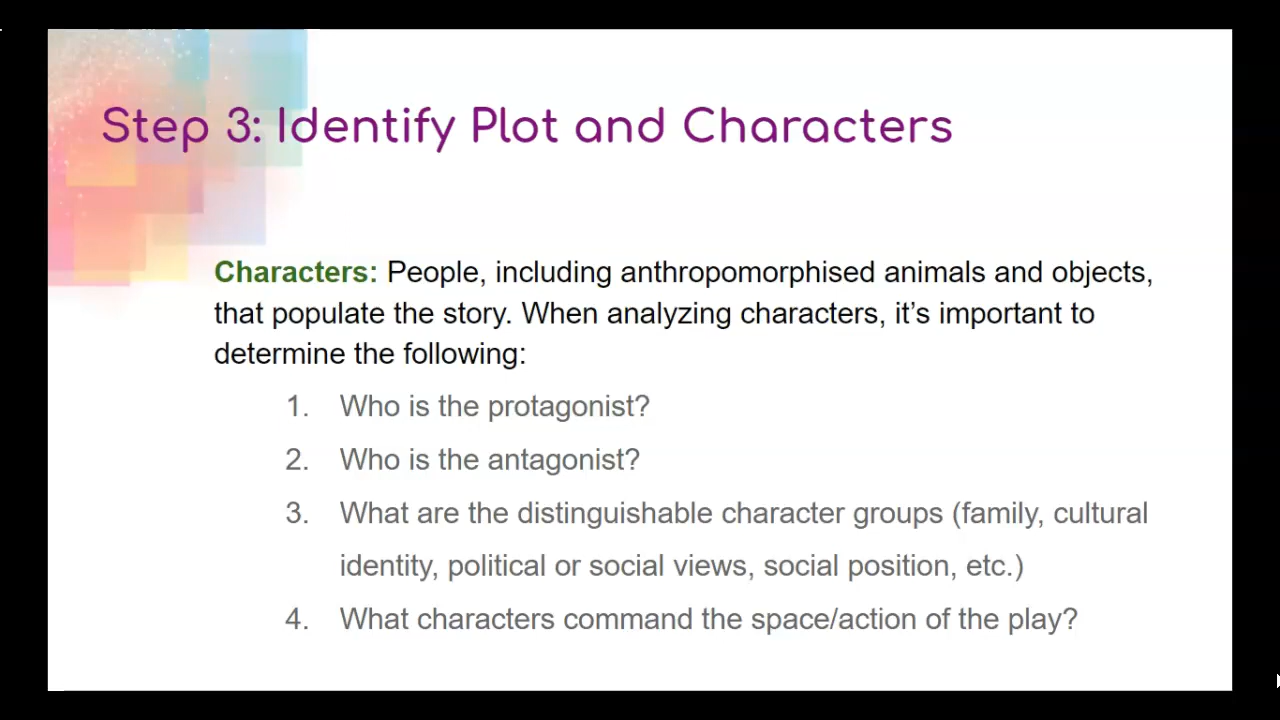 Step 3: Identify Plot and Characters
Characters: People, including anthropomorphised animals and objects,
that populate the story. When analyzing characters, it’s important to
determine the following:
1. Who is the protagonist?
2. Who is the antagonist?
3. What are the distinguishable character groups (family, cultural
identity, political or social views, social position, etc.)
4. What characters command the space/action of the play?